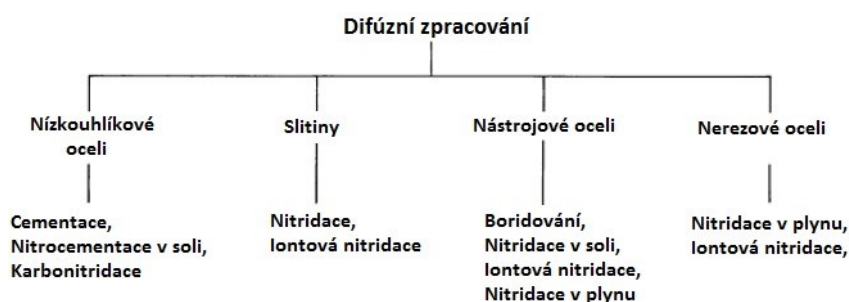 Difúzní zpracování
Nízkouhlíkové
oceli
Slitiny
Nástrojové oceli
Nerezové oceli
Cementace,
Nitrocementace v soli,
Karbonitridace
Nitridace,
Iontová nitridace
Boridování,
Nitridace v soli,
Iontová nitridace,
Nitridace v plynu
Nitridace v plynu,
Iontová nitridace,